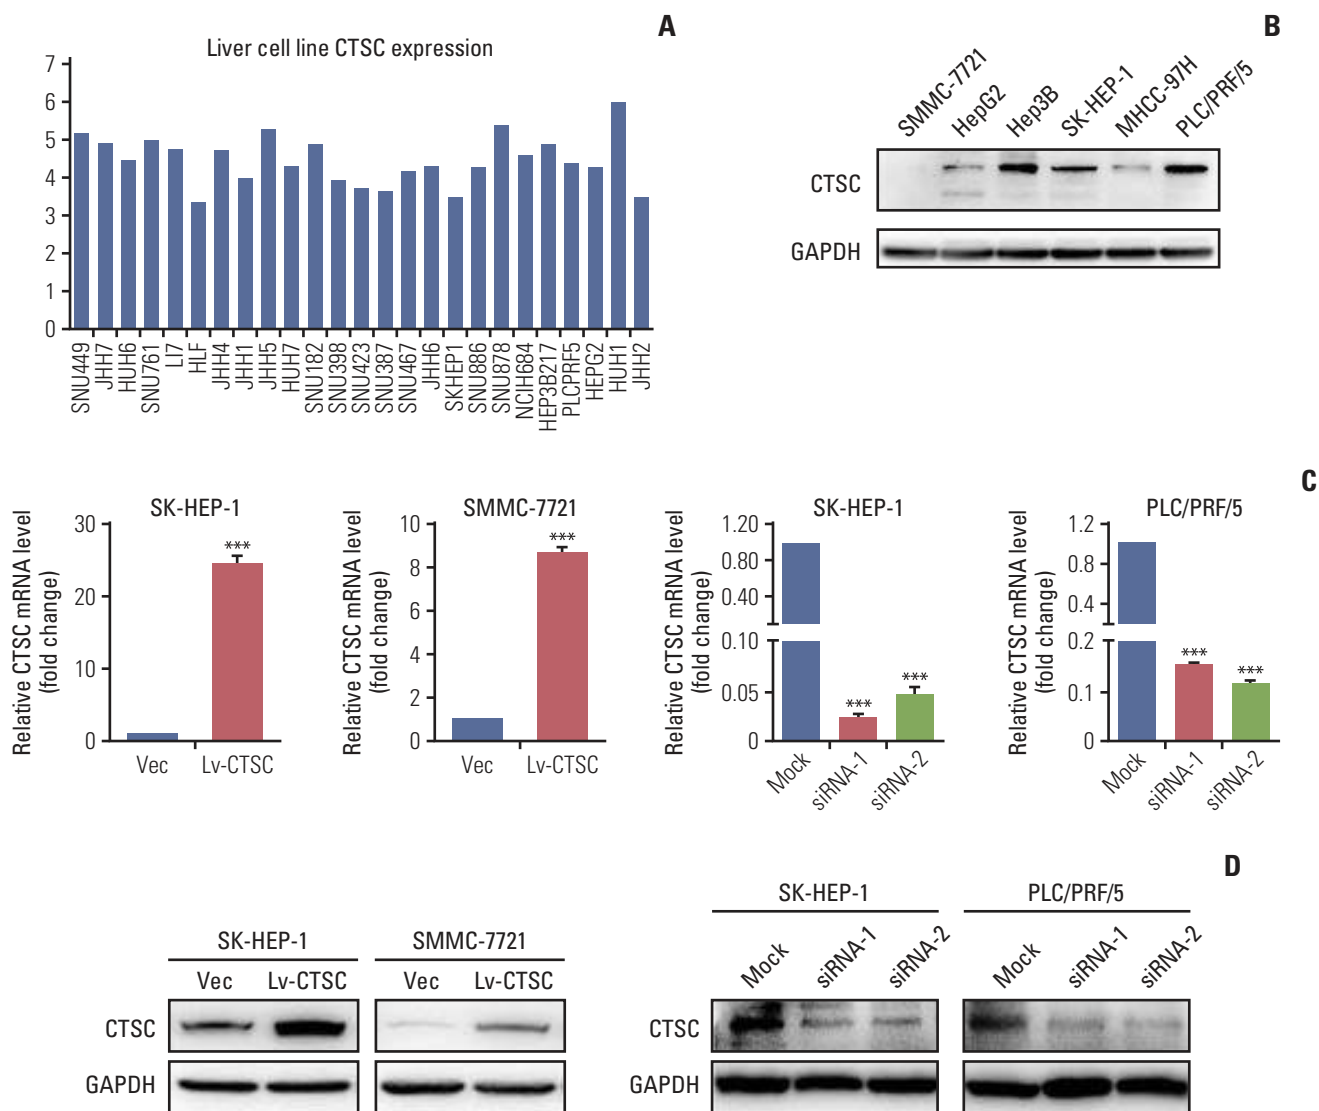 A
Liver cell line CTSC expression
7
6
5
4
3
2
1
0
SNU449
JHH7
HUH6
SNU761
LI7
HLF
JHH4
JHH1
JHH5
HUH7
SNU182
SNU398
SNU423
SNU387
SNU467
JHH6
SKHEP1
SNU886
SNU878
NCIH684
HEP3B217
PLCPRF5
HEPG2
HUH1
JHH2
B
SMMC-7721
HepG2
Hep3B
SK-HEP-1
MHCC-97H
PLC/PRF/5
CTSC
GAPDH
C
SK-HEP-1
Relative CTSC mRNA level
(fold change)
30
20
10
0
***
Vec Lv-CTSC
SMMC-7721
Relative CTSC mRNA level
(fold change)
10
8
6
4
2
0
***
Vec Lv-CTSC
SK-HEP-1
Relative CTSC mRNA level
(fold change)
1.20
0.80
0.40
0.10
0.05
0
***
***
Mock
siRNA-1
siRNA-2
PLC/PRF/5
Relative CTSC mRNA level
(fold change)
1.2
0.8
0.4
0.2
0.1
0
***
***
Mock
siRNA-1
siRNA-2
D
SK-HEP-1 SMMC-7721
Vec Lv-CTSC Vec Lv-CTSC
CTSC
GAPDH
SK-HEP-1 PLC/PRF/5
Mock siRNA-1 siRNA-2 Mock siRNA-1 siRNA-2
CTSC
GAPDH